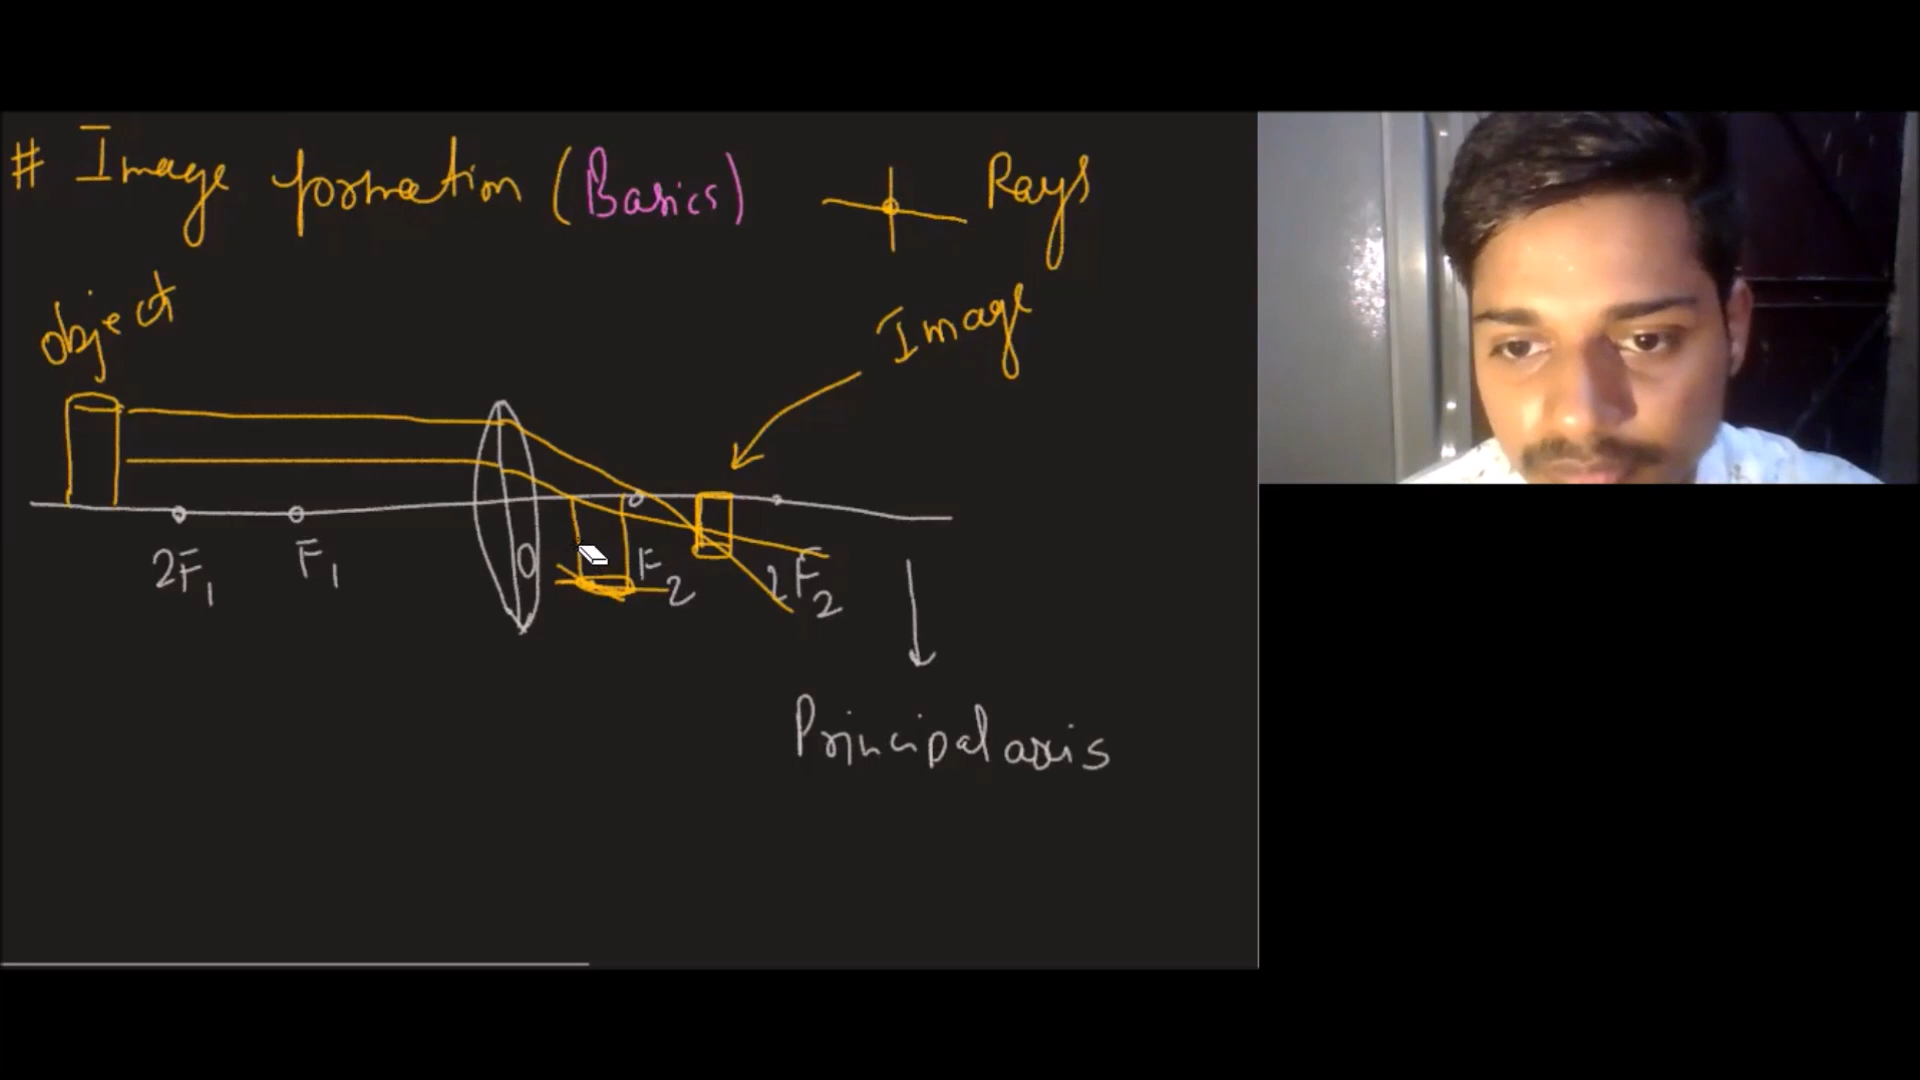 # Image formation (Basics)
Rays
object
Image
2F1
F1
O
F2
2F2
Principal axis